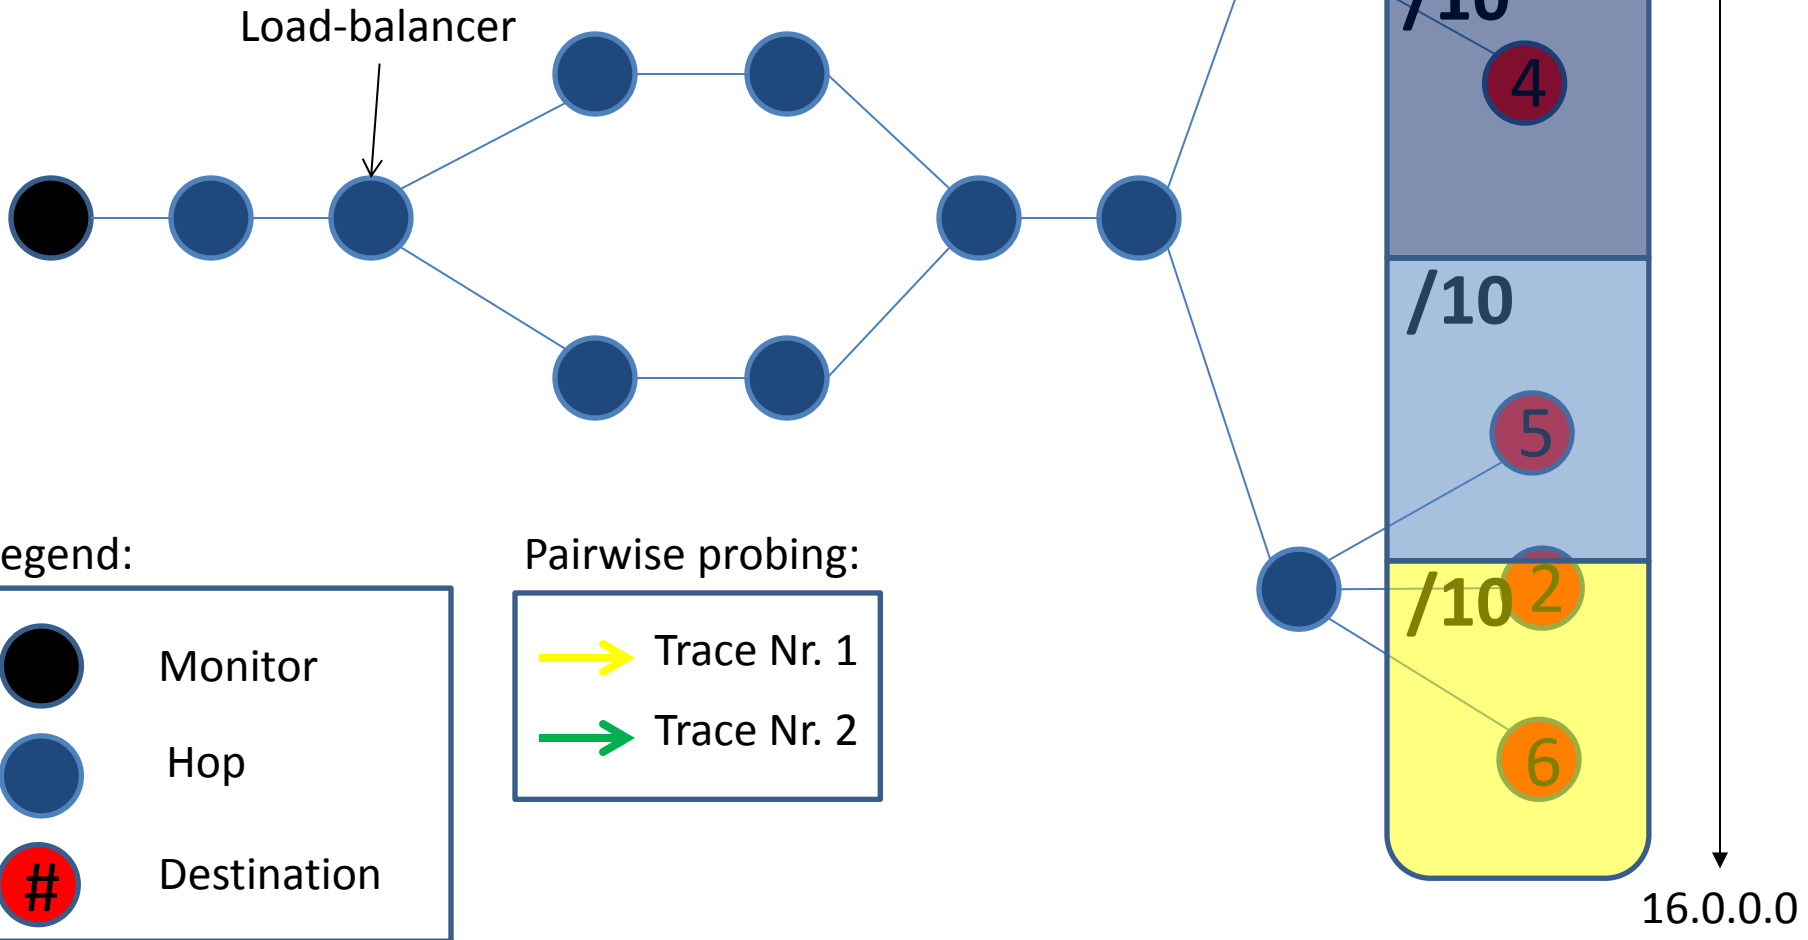 Load-balancer
/10
4
/10
5
/10
2
6
egend:
Monitor
Hop
#
Destination
Pairwise probing:
Trace Nr. 1
Trace Nr. 2
16.0.0.0